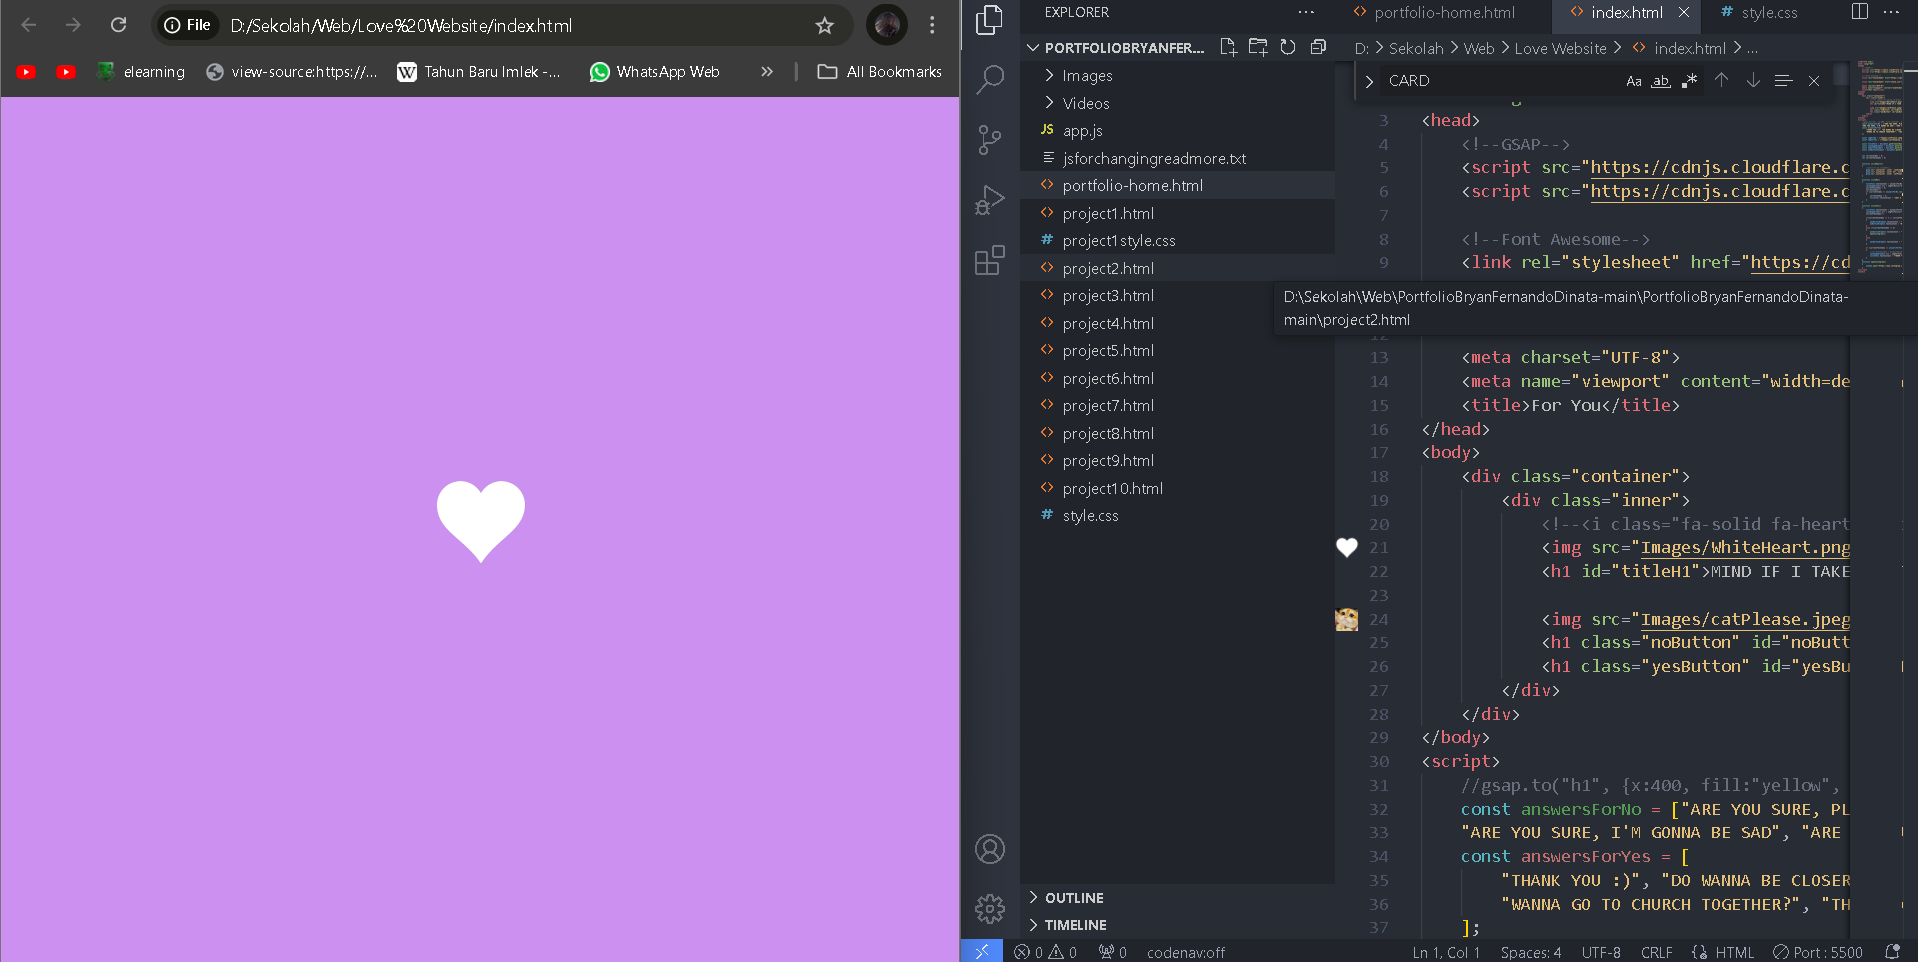 File D:/Sekolah/Web/Love%20Website/index.html
elearning view-source:https://... Tahun Baru Imlek -... WhatsApp Web » All Bookmarks
EXPLORER ...
PORTFOLIOBRYANFER...
Images
Videos
JS app.js
jsforchangingreadmore.txt
portfolio-home.html
project1.html
# project1style.css
project2.html
project3.html
project4.html
project5.html
project6.html
project7.html
project8.html
project9.html
project10.html
# style.css
OUTLINE
TIMELINE
portfolio-home.html index.html # style.css ...
D: > Sekolah > Web > Love Website > index.html > ...
CARD Aa ab
3 <head>
4 <!--GSAP-->
5 <script src="https://cdnjs.cloudflare.c
6 <script src="https://cdnjs.cloudflare.c
7
8 <!--Font Awesome-->
9 <link rel="stylesheet" href="https://cd
D:\Sekolah\Web\PortfolioBryanFernandoDinata-main\PortfolioBryanFernandoDinata-
main\project2.html
12
13 <meta charset="UTF-8">
14 <meta name="viewport" content="width=de
15 <title>For You</title>
16 </head>
17 <body>
18 <div class="container">
19 <div class="inner">
20 <!--<i class="fa-solid fa-heart
21 <img src="Images/WhiteHeart.png
22 <h1 id="titleH1">MIND IF I TAKE
23
24 <img src="Images/catPlease.jpeg
25 <h1 class="noButton" id="noButt
26 <h1 class="yesButton" id="yesBu
27 </div>
28 </div>
29 </body>
30 <script>
31 //gsap.to("h1", {x:400, fill:"yellow",
32 const answersForNo = ["ARE YOU SURE, PL
33 "ARE YOU SURE, I'M GONNA BE SAD", "ARE
34 const answersForYes = [
35 "THANK YOU :)", "DO WANNA BE CLOSER
36 "WANNA GO TO CHURCH TOGETHER?", "TH
37 ];
0 0 0 codenav:off Ln 1, Col 1 Spaces: 4 UTF-8 CRLF {} HTML Port : 5500